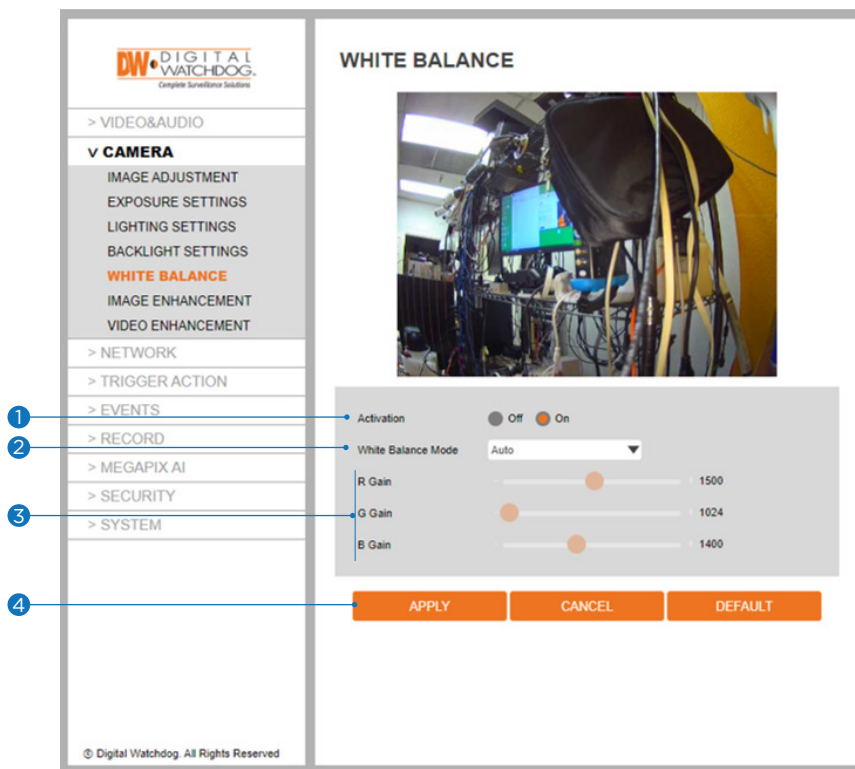 DW DIGITAL
WATCHDOG.
Complete Surveillance Solutions
> VIDEO&AUDIO
v CAMERA
IMAGE ADJUSTMENT
EXPOSURE SETTINGS
LIGHTING SETTINGS
BACKLIGHT SETTINGS
WHITE BALANCE
IMAGE ENHANCEMENT
VIDEO ENHANCEMENT
> NETWORK
> TRIGGER ACTION
> EVENTS
> RECORD
> MEGAPIX AI
> SECURITY
> SYSTEM
© Digital Watchdog. All Rights Reserved
WHITE BALANCE
1 Activation Off On
2 White Balance Mode Auto
R Gain 1500
3 G Gain 1024
B Gain 1400
4 APPLY CANCEL DEFAULT